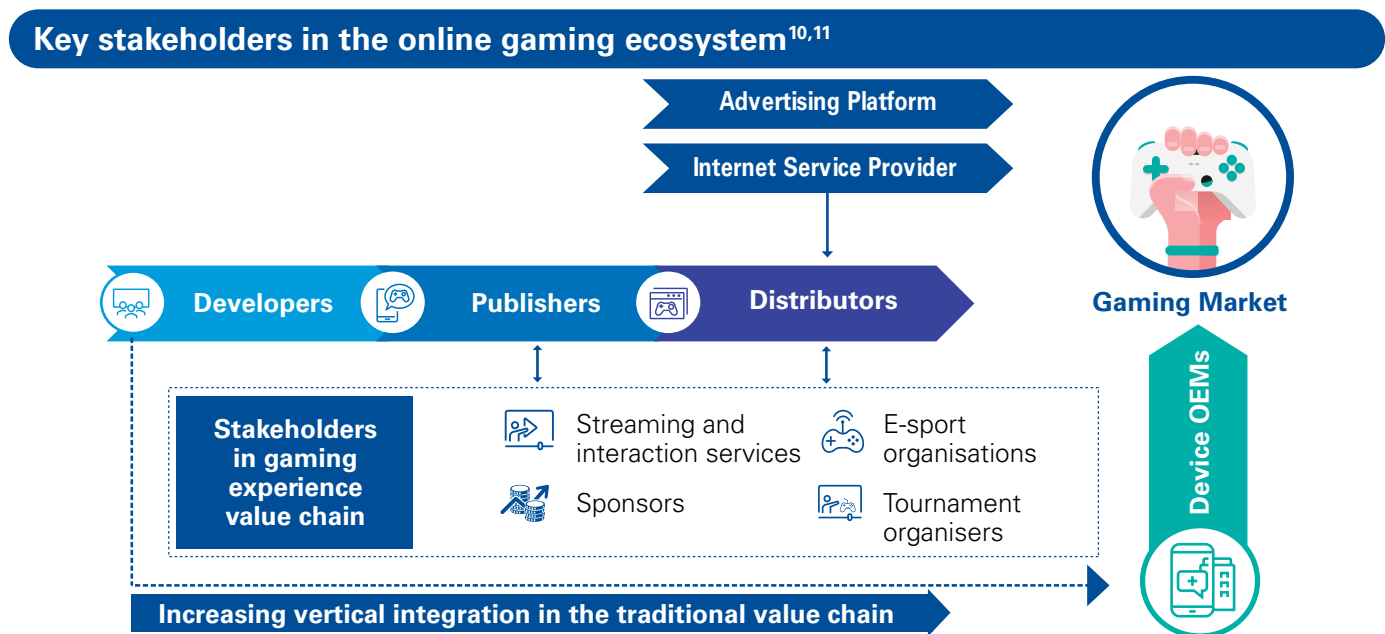 Key stakeholders in the online gaming ecosystem10,11
Advertising Platform
Internet Service Provider
Developers
Publishers
Distributors
Gaming Market
Device OEMs
Stakeholders
in gaming
experience
value chain
Streaming and
interaction services
Sponsors
E-sport
organisations
Tournament
organisers
Increasing vertical integration in the traditional value chain